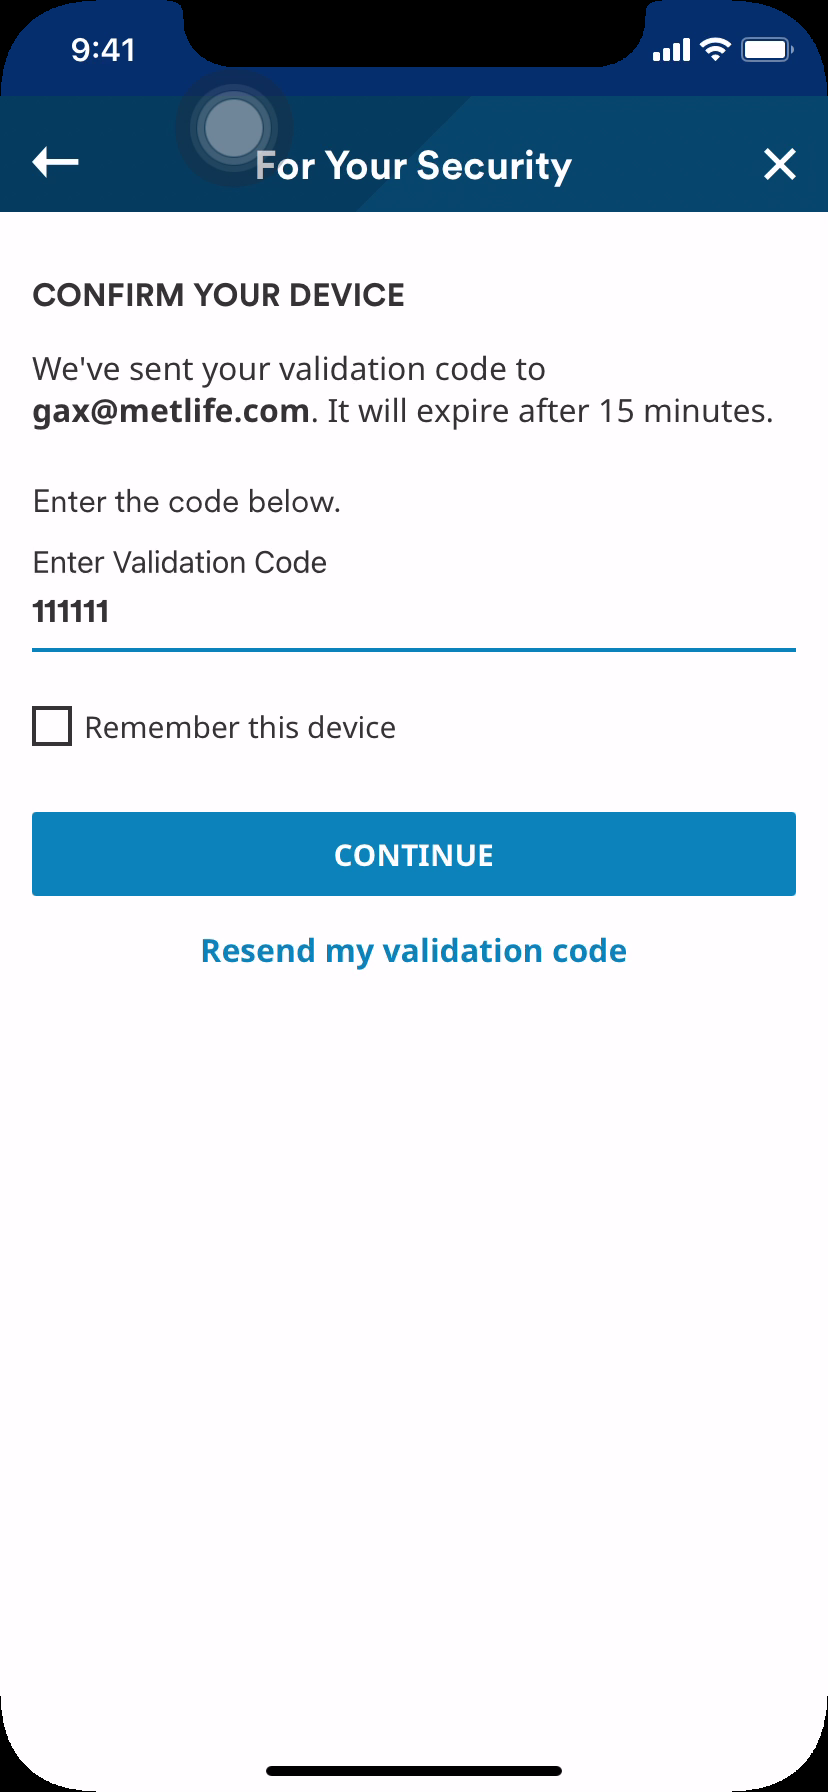 9:41
For Your Security
CONFIRM YOUR DEVICE
We've sent your validation code to
gax@metlife.com. It will expire after 15 minutes.
Enter the code below.
Enter Validation Code
111111
Remember this device
CONTINUE
Resend my validation code